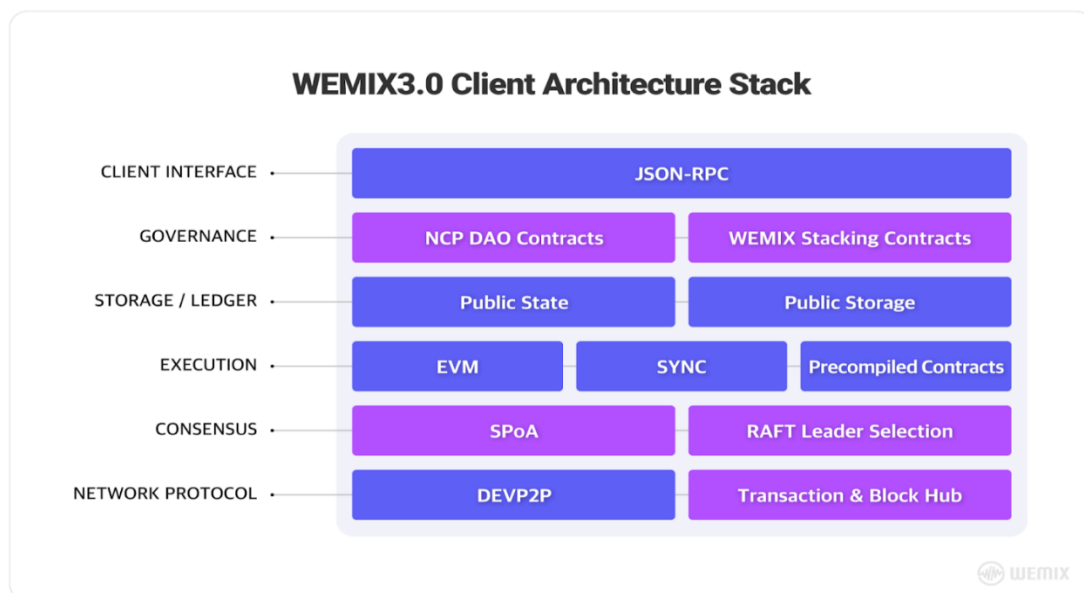 WEMIX3.0 Client Architecture Stack
CLIENT INTERFACE
JSON-RPC
GOVERNANCE
NCP DAO Contracts
WEMIX Stacking Contracts
STORAGE / LEDGER
Public State
Public Storage
EXECUTION
EVM
SYNC
Precompiled Contracts
CONSENSUS
SPoA
RAFT Leader Selection
NETWORK PROTOCOL
DEVP2P
Transaction & Block Hub
WEMIX